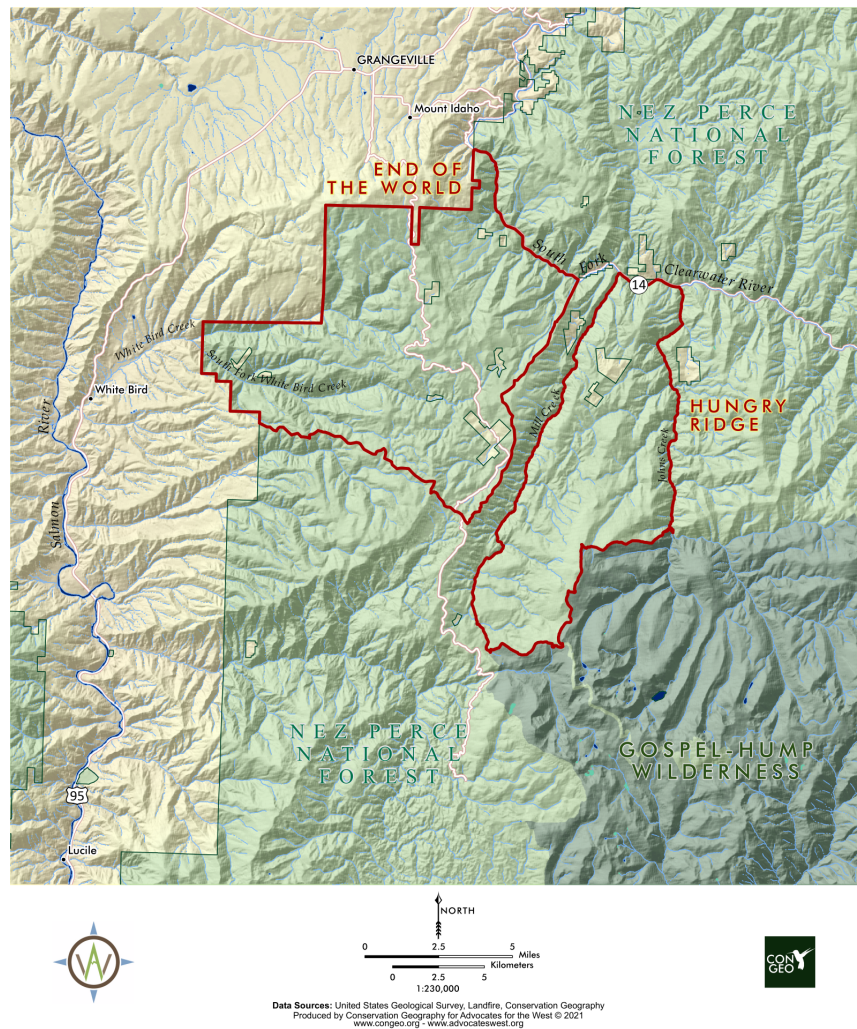 GRANGEVILLE
Mount Idaho
NEZ PERCE
NATIONAL
FOREST
END OF
THE WORLD
South Fork Clearwater River
14
White Bird Creek
South Fork White Bird Creek
White Bird
Mill Creek
HUNGRY
RIDGE
Johns Creek
Salmon River
NEZ PERCE
NATIONAL
FOREST
GOSPEL-HUMP
WILDERNESS
95
Lucile
NORTH
0 2.5 5 Miles
Kilometers
0 2.5 5
1:230,000
CON
GEO
Data Sources: United States Geological Survey, Landfire, Conservation Geography
Produced by Conservation Geography for Advocates for the West © 2021
www.congeo.org - www.advocateswest.org